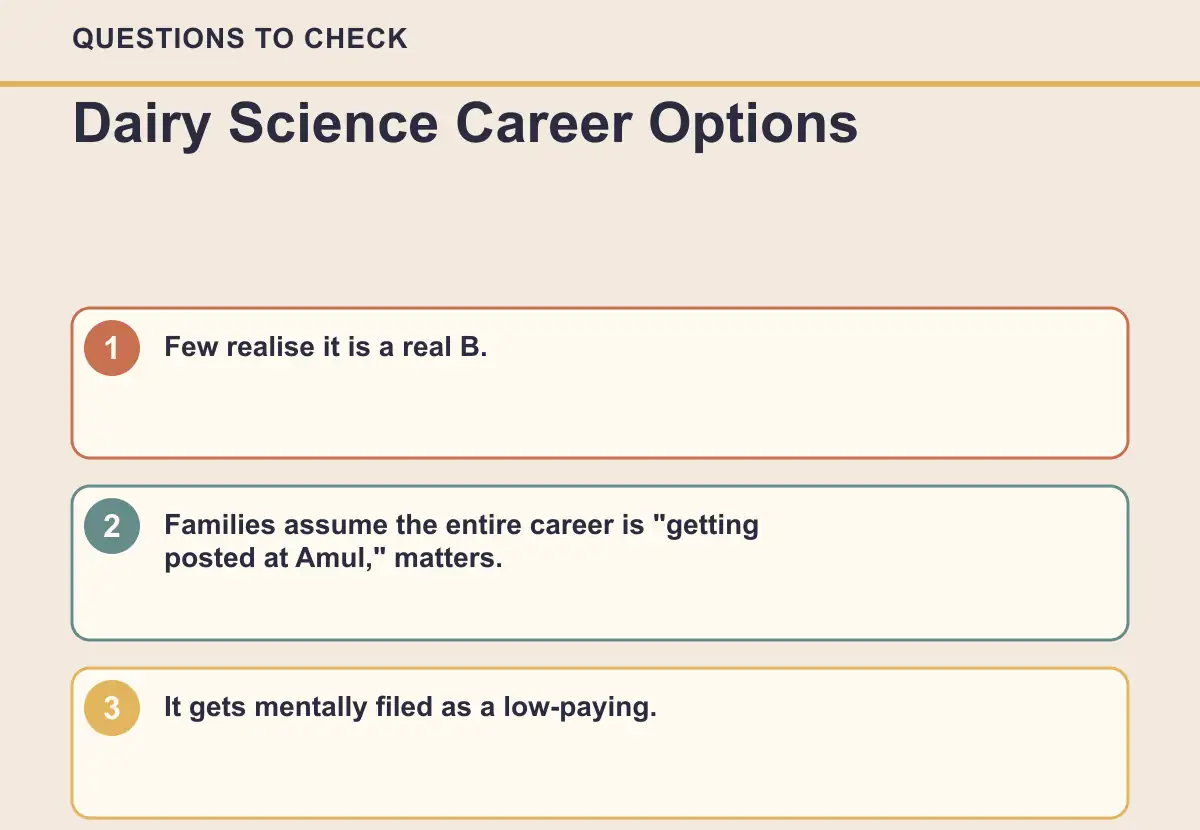 QUESTIONS TO CHECK
Dairy Science Career Options
1
Few realise it is a real B.
2
Families assume the entire career is "getting
posted at Amul," matters.
3
It gets mentally filed as a low-paying.